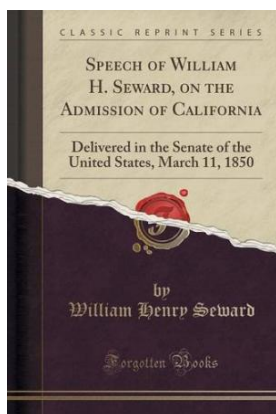 CLASSIC REPRINT SERIES
SPEECH OF WILLIAM
H. SEWARD, ON THE
ADMISSION OF CALIFORNIA
Delivered in the Senate of the
United States, March 11, 1850
by
William Henry Seward
Forgotten Books